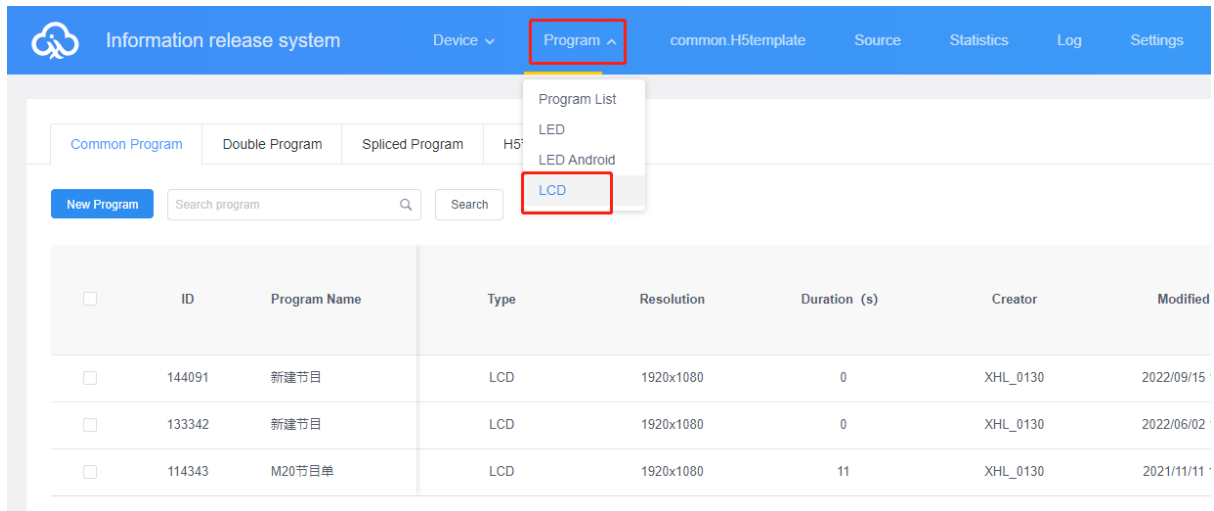 Information release system Device Program common.H5template Source Statistics Log Settings
Program List
LED
LED Android
LCD
Common Program Double Program Spliced Program H5
New Program Search program Search
ID Program Name Type Resolution Duration (s) Creator Modified
144091 新建节目 LCD 1920x1080 0 XHL_0130 2022/09/15
133342 新建节目 LCD 1920x1080 0 XHL_0130 2022/06/02
114343 M20节目单 LCD 1920x1080 11 XHL_0130 2021/11/11